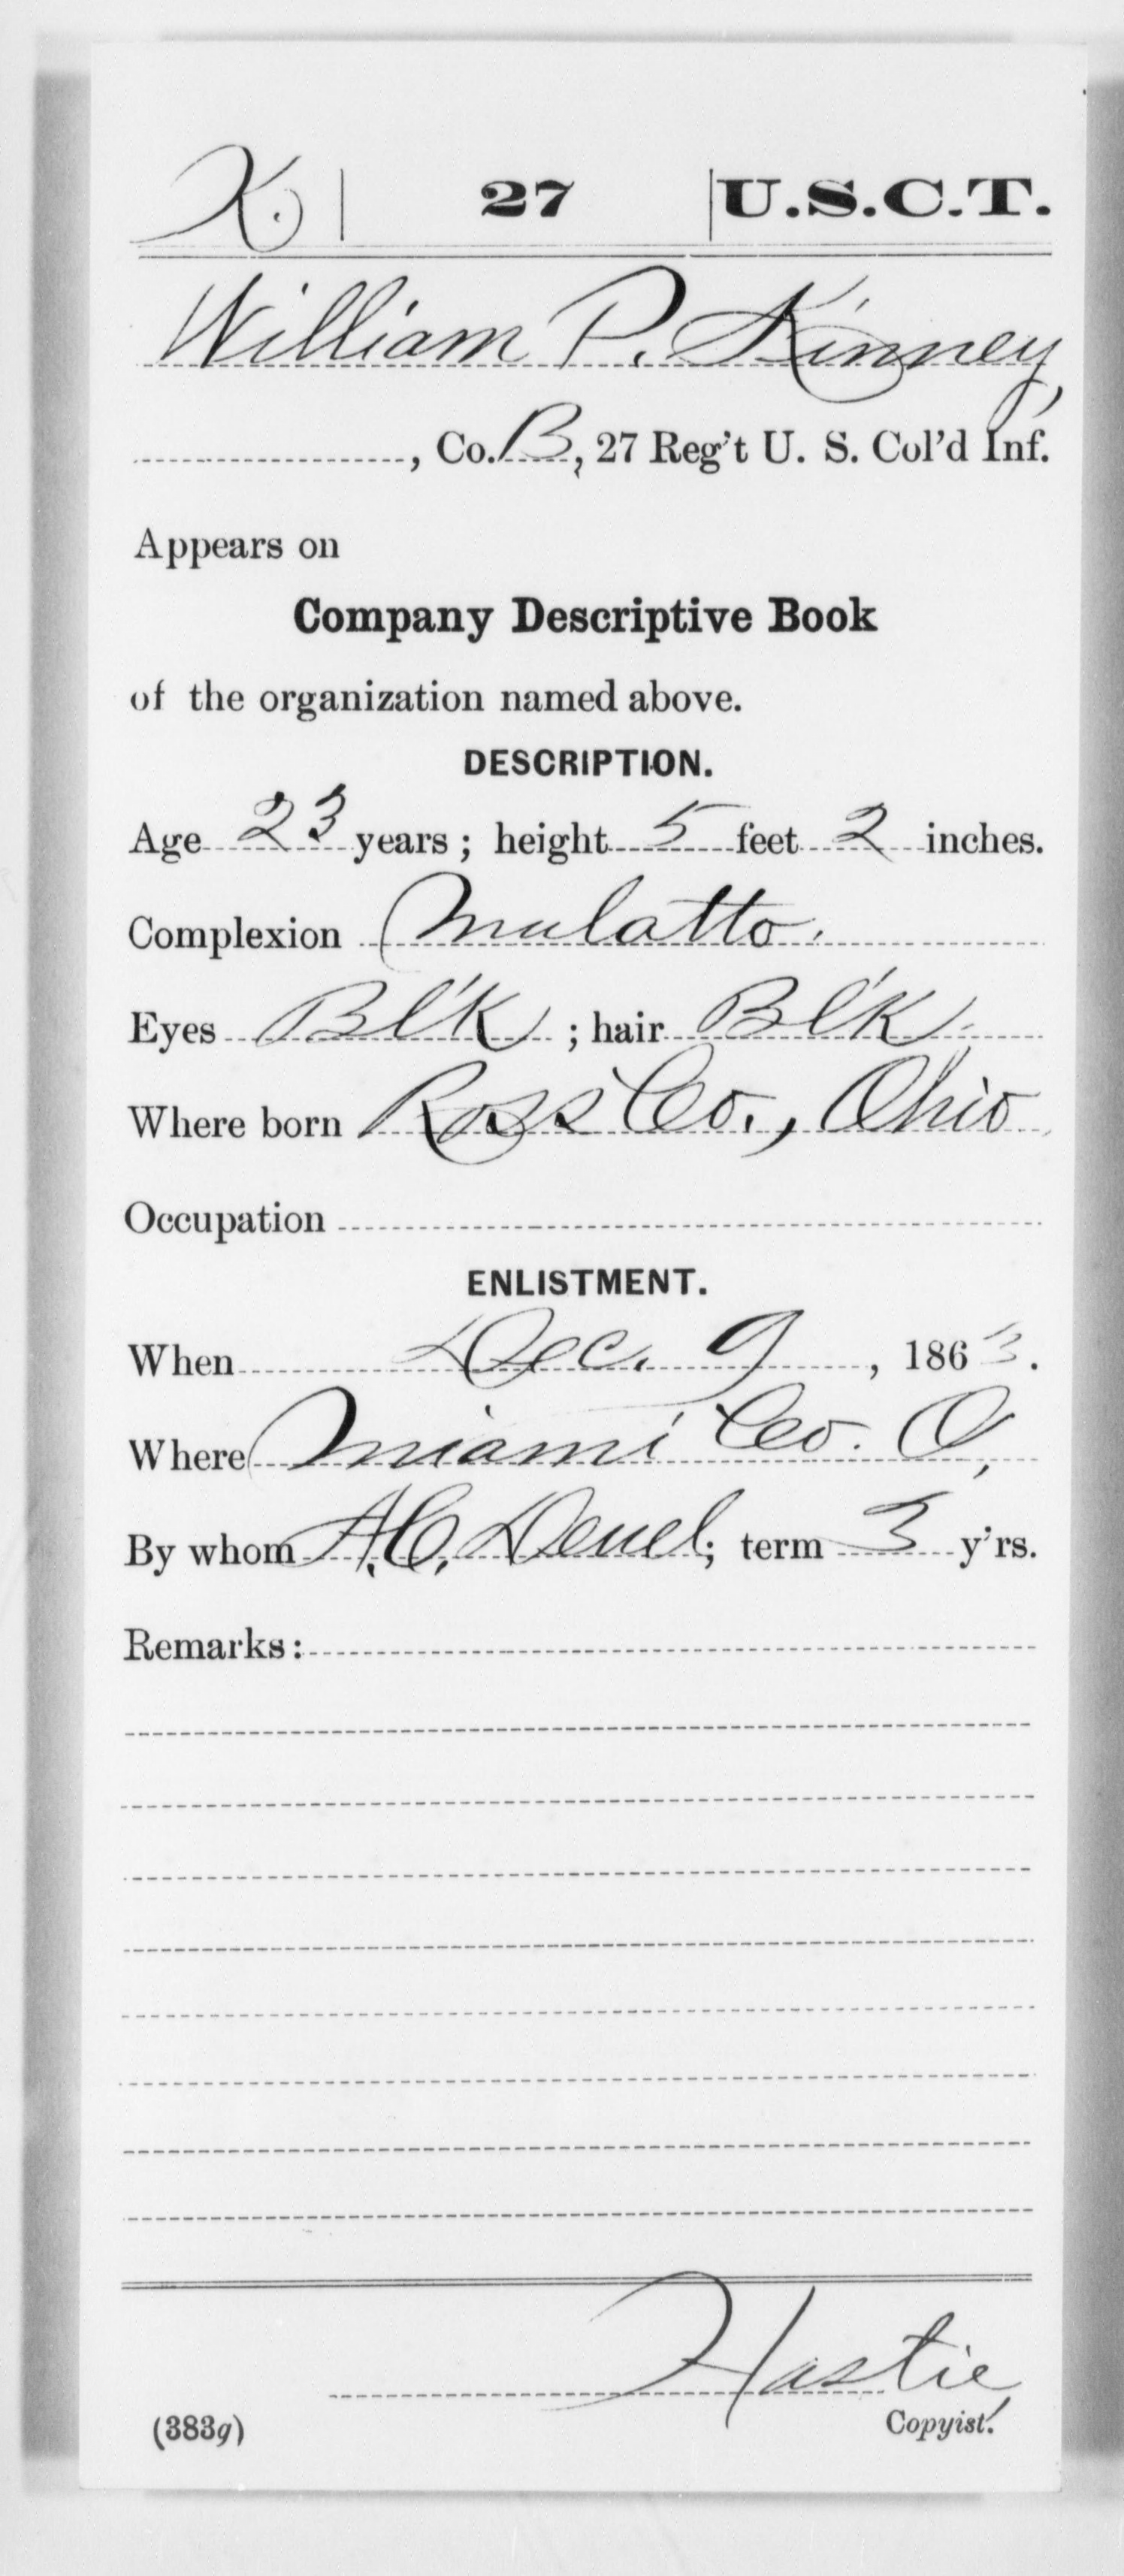 K. | 27 | U.S.C.T.
William P. Kinney,
, Co. B, 27 Reg't U. S. Col'd Inf.
Appears on
Company Descriptive Book
of the organization named above.
DESCRIPTION.
Age 23 years; height 5 feet 2 inches.
Complexion Mulatto.
Eyes Bl'k; hair Bl'k
Where born Ross Co., Ohio
Occupation
ENLISTMENT.
When Dec. 9, 1863.
Where Miami Co. O,
By whom A.C. Deuel; term 3 y'rs.
Remarks:
Hastie,
(383g) Copyist.